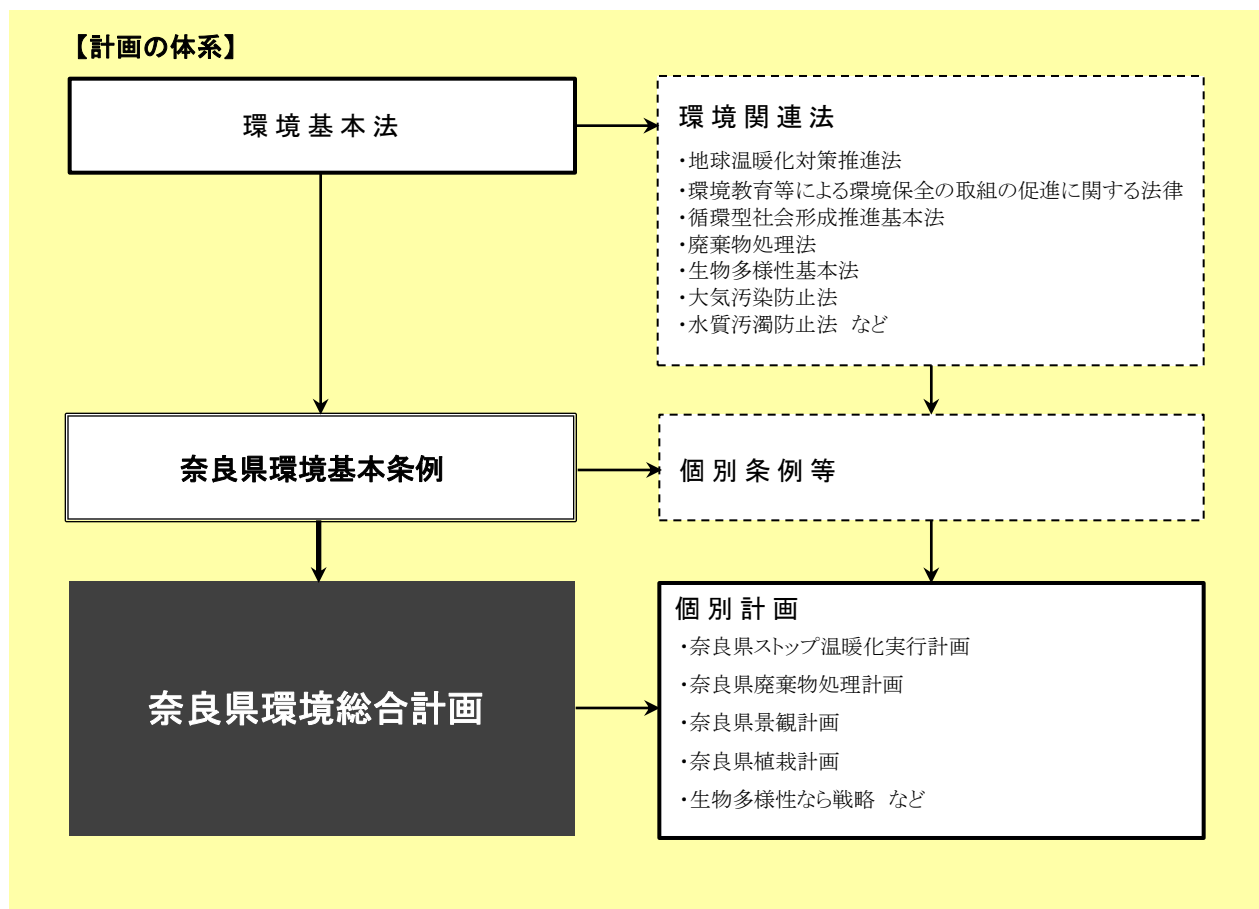 【計画の体系】
環境基本法
環境関連法
・地球温暖化対策推進法
・環境教育等による環境保全の取組の促進に関する法律
・循環型社会形成推進基本法
・廃棄物処理法
・生物多様性基本法
・大気汚染防止法
・水質汚濁防止法 など
奈良県環境基本条例
個別条例等
奈良県環境総合計画
個別計画
・奈良県ストップ温暖化実行計画
・奈良県廃棄物処理計画
・奈良県景観計画
・奈良県植栽計画
・生物多様性なら戦略 など